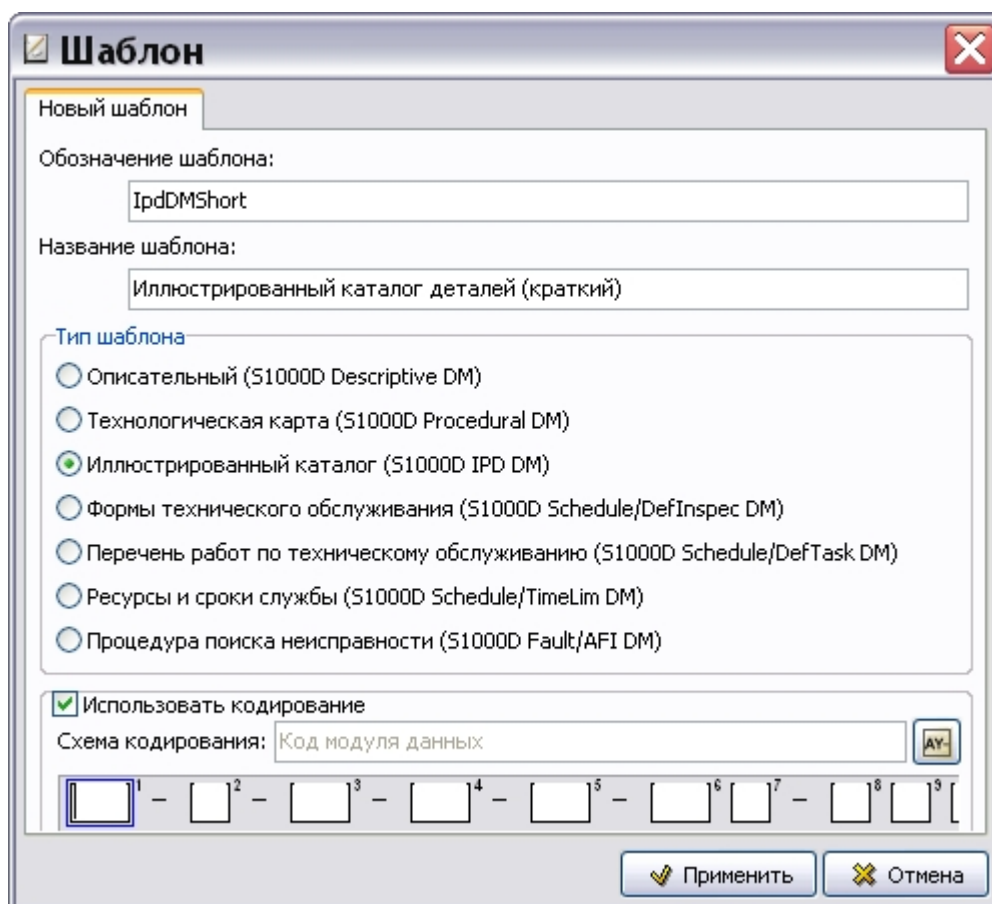 Шаблон
Новый шаблон
Обозначение шаблона:
IpdDMShort
Название шаблона:
Иллюстрированный каталог деталей (краткий)
Тип шаблона
Описательный (S1000D Descriptive DM)
Технологическая карта (S1000D Procedural DM)
Иллюстрированный каталог (S1000D IPD DM)
Формы технического обслуживания (S1000D Schedule/DefInspec DM)
Перечень работ по техническому обслуживанию (S1000D Schedule/DefTask DM)
Ресурсы и сроки службы (S1000D Schedule/TimeLim DM)
Процедура поиска неисправности (S1000D Fault/AFI DM)
Использовать кодирование
Схема кодирования: Код модуля данных AY-
1 – 2 – 3 – 4 – 5 – 6 7 – 8 9
Применить Отмена